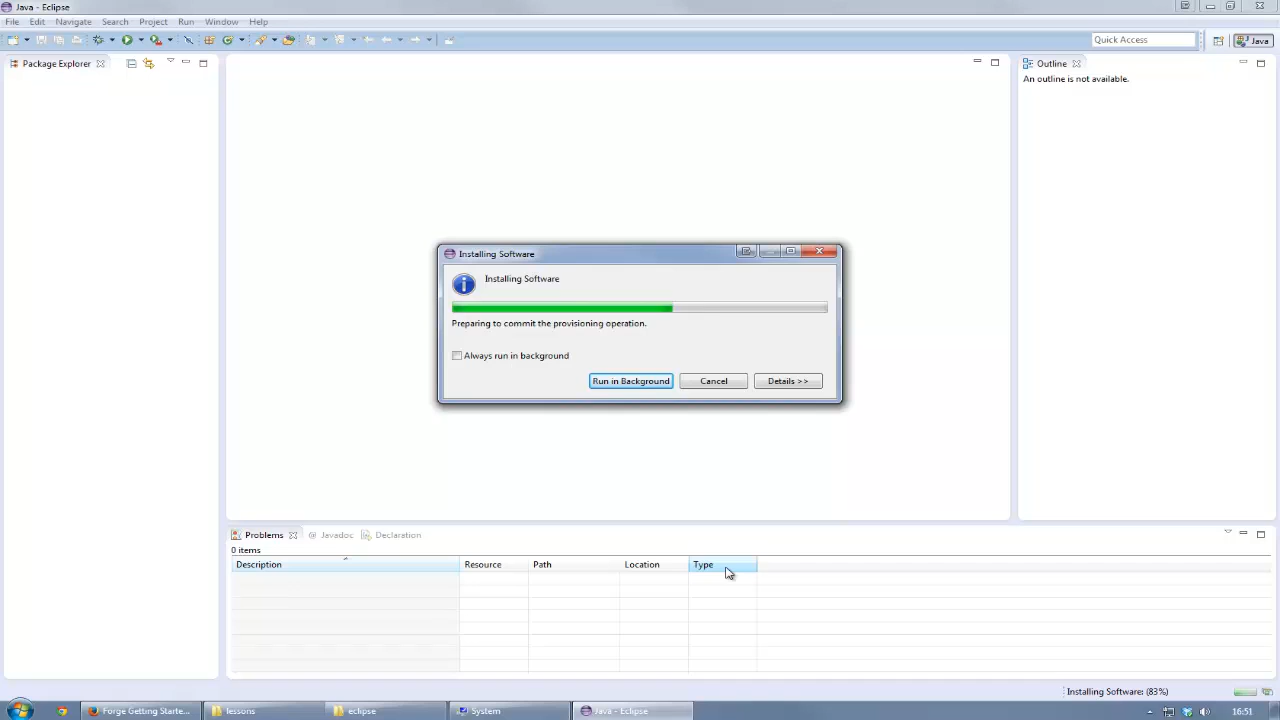 Java - Eclipse
File Edit Navigate Search Project Run Window Help
Quick Access
Java
Package Explorer
Outline
An outline is not available.
Installing Software
Installing Software
Preparing to commit the provisioning operation.
Always run in background
Run in Background Cancel Details >>
Problems @ Javadoc Declaration
0 items
Description Resource Path Location Type
Installing Software: (83%)
Forge Getting Starte... lessons eclipse System Java - Eclipse 16:51